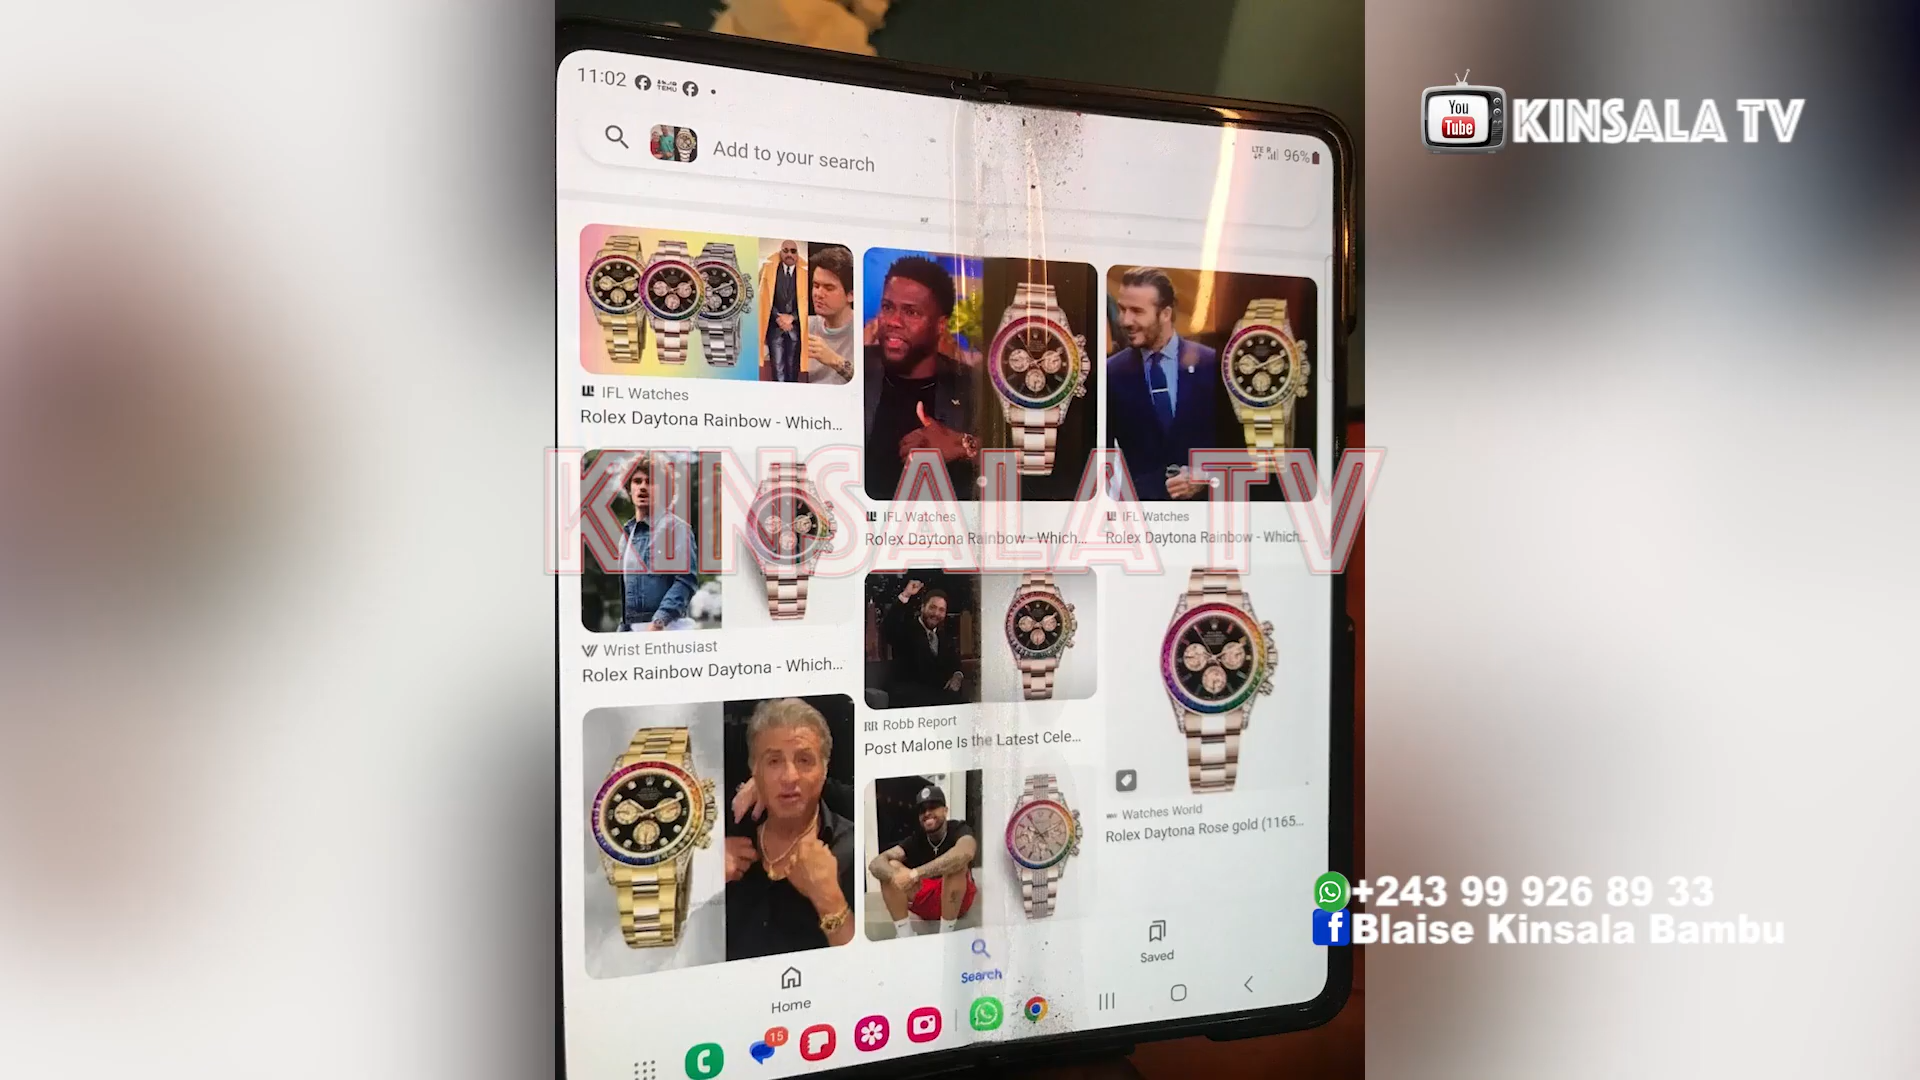 11:02
TEMU
LTE R
96%
Add to your search
You
Tube
KINSALA TV
IFL Watches
Rolex Daytona Rainbow - Which...
IFL Watches
Rolex Daytona Rainbow - Which...
IFL Watches
Rolex Daytona Rainbow - Which...
KINSALA TV
Wrist Enthusiast
Rolex Rainbow Daytona - Which...
RR Robb Report
Post Malone Is the Latest Cele...
Watches World
Rolex Daytona Rose gold (1165...
+243 99 926 89 33
Blaise Kinsala Bambu
Home
Search
Saved
15